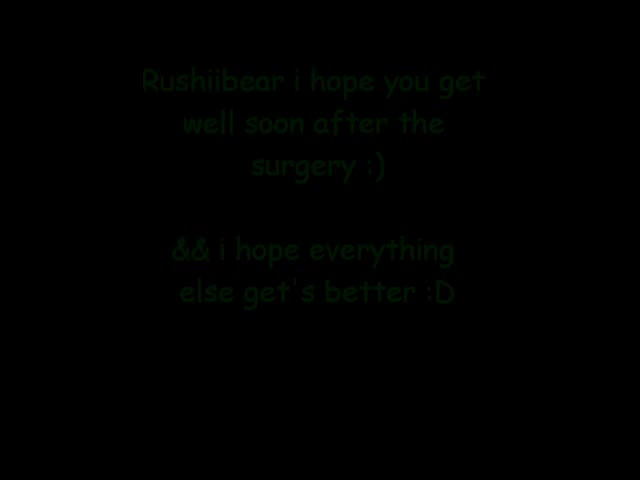 Rushiibear i hope you get
well soon after the
surgery :)
&& i hope everything
else get's better :D